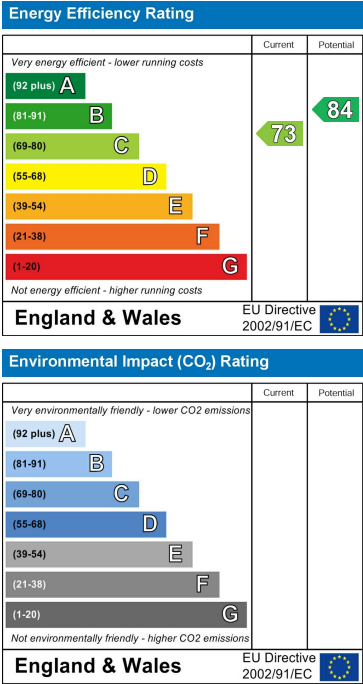 Energy Efficiency Rating
Current Potential
Very energy efficient - lower running costs
(92 plus) A
(81-91) B
(69-80) C
(55-68) D
(39-54) E
(21-38) F
(1-20) G
73
84
Not energy efficient - higher running costs
England & Wales
EU Directive
2002/91/EC
Environmental Impact (CO₂) Rating
Current Potential
Very environmentally friendly - lower CO2 emissions
(92 plus) A
(81-91) B
(69-80) C
(55-68) D
(39-54) E
(21-38) F
(1-20) G
Not environmentally friendly - higher CO2 emissions
England & Wales
EU Directive
2002/91/EC